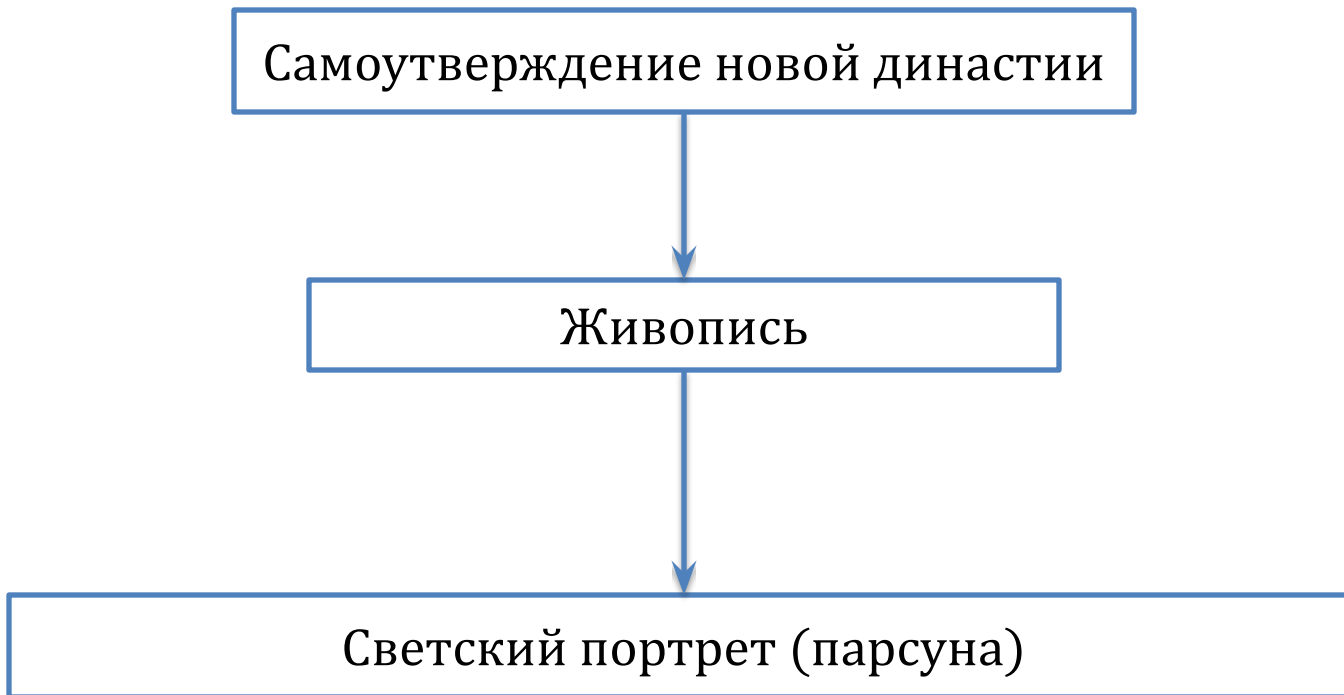 Самоутверждение новой династии
Живопись
Светский портрет (парсуна)